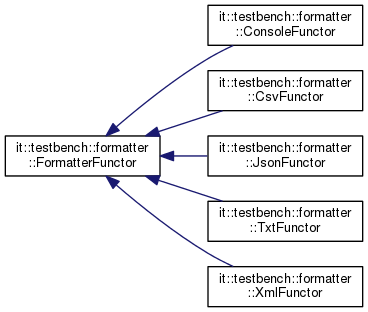 it::testbench::formatter
::ConsoleFunctor
it::testbench::formatter
::CsvFunctor
it::testbench::formatter
::FormatterFunctor
it::testbench::formatter
::JsonFunctor
it::testbench::formatter
::TxtFunctor
it::testbench::formatter
::XmlFunctor